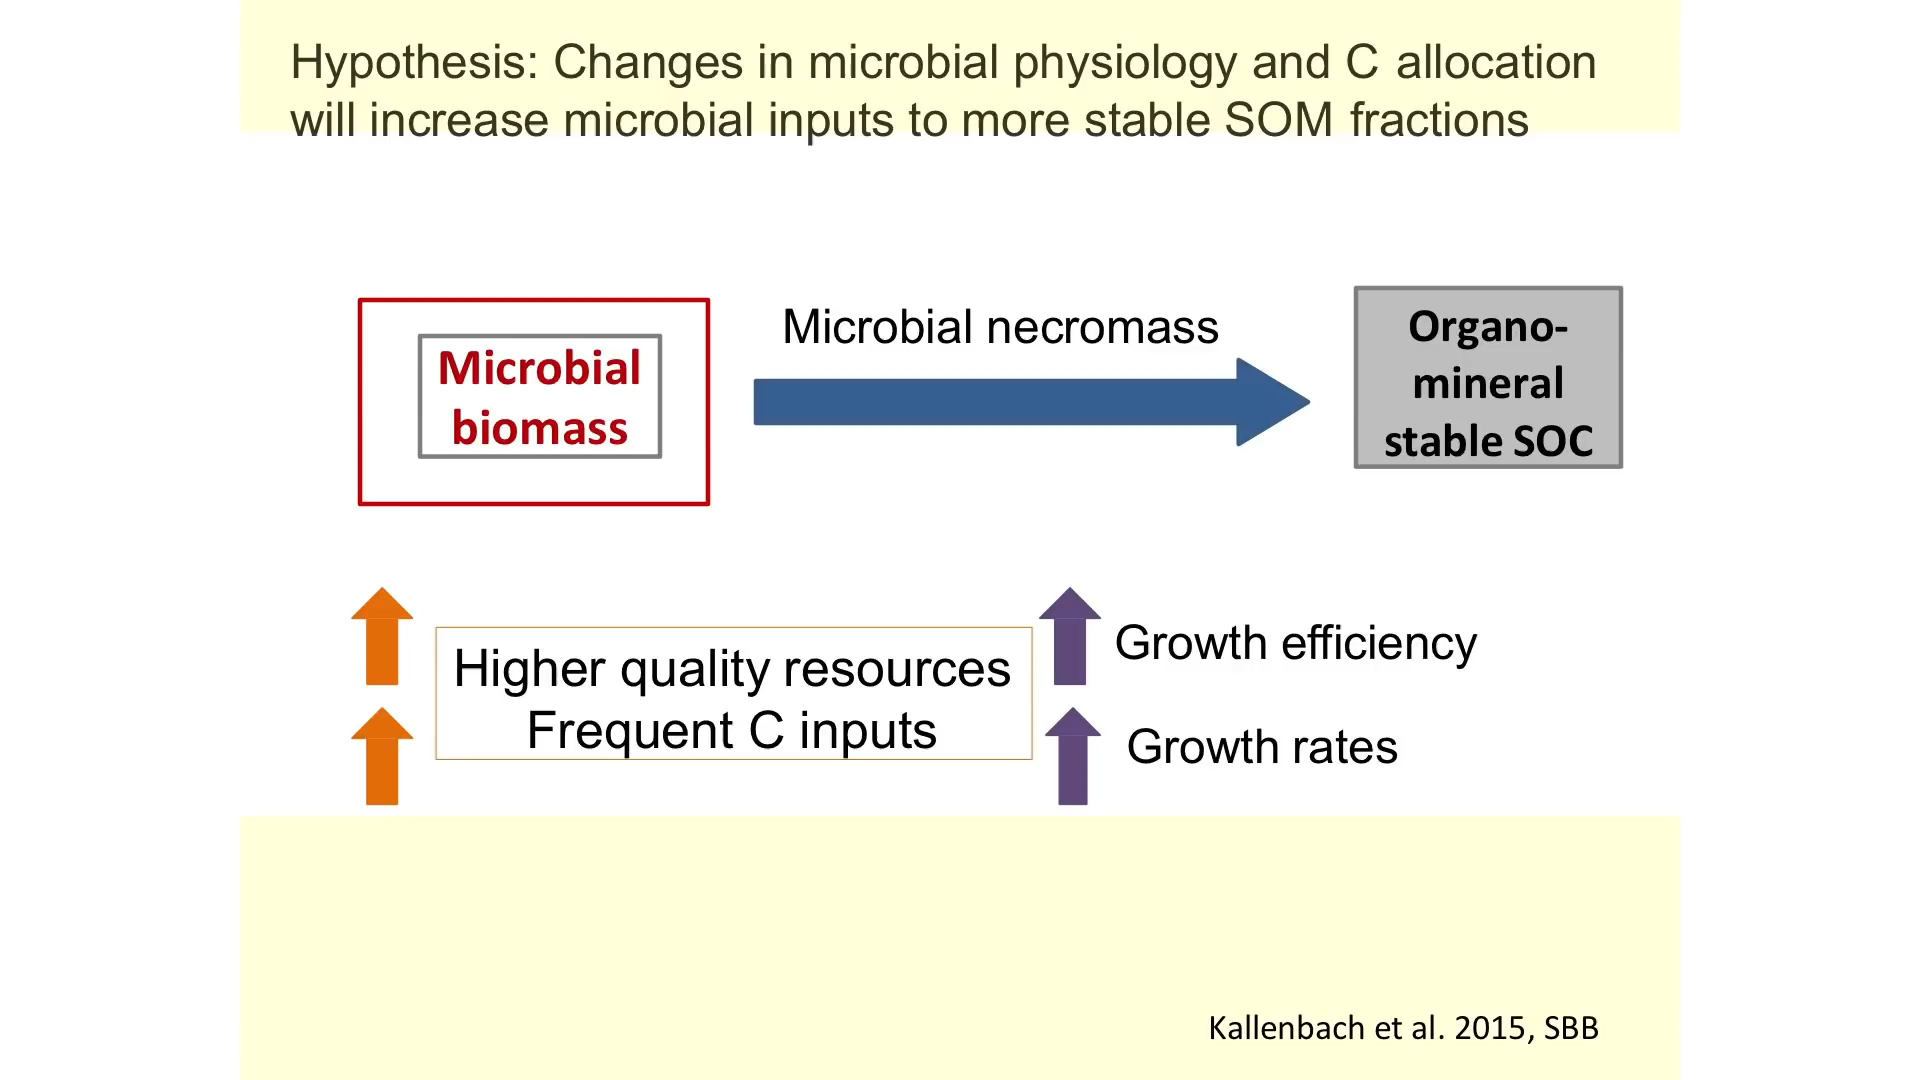 Hypothesis: Changes in microbial physiology and C allocation
will increase microbial inputs to more stable SOM fractions
Microbial
biomass
Microbial necromass
Organo-
mineral
stable SOC
Higher quality resources
Frequent C inputs
Growth efficiency
Growth rates
Kallenbach et al. 2015, SBB